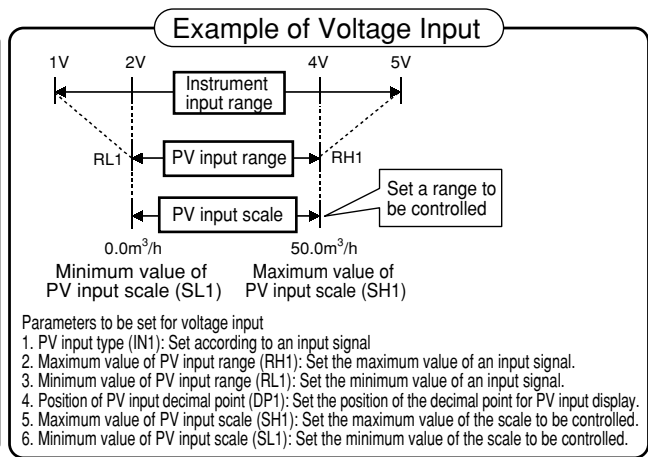 Example of Voltage Input
1V 2V 4V 5V
Instrument
input range
RL1 PV input range RH1
Set a range to
be controlled
PV input scale
0.0m³/h 50.0m³/h
Minimum value of
PV input scale (SL1)
Maximum value of
PV input scale (SH1)
Parameters to be set for voltage input
1. PV input type (IN1): Set according to an input signal
2. Maximum value of PV input range (RH1): Set the maximum value of an input signal.
3. Minimum value of PV input range (RL1): Set the minimum value of an input signal.
4. Position of PV input decimal point (DP1): Set the position of the decimal point for PV input display.
5. Maximum value of PV input scale (SH1): Set the maximum value of the scale to be controlled.
6. Minimum value of PV input scale (SL1): Set the minimum value of the scale to be controlled.